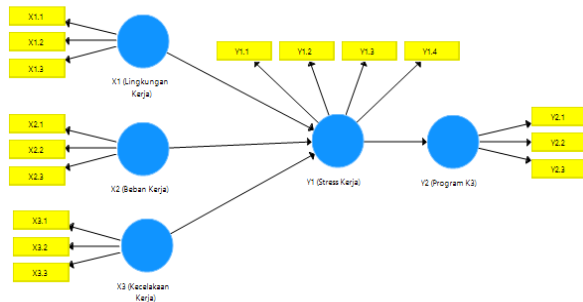 X1.1
X1.2
X1.3
X1 (Lingkungan
Kerja)
Y1.1
Y1.2
Y1.3
Y1.4
X2.1
X2.2
X2.3
X2 (Beban Kerja)
Y1 (Stress Kerja)
Y2 (Program K3)
Y2.1
Y2.2
Y2.3
X3.1
X3.2
X3.3
X3 (Kecelakaan
Kerja)